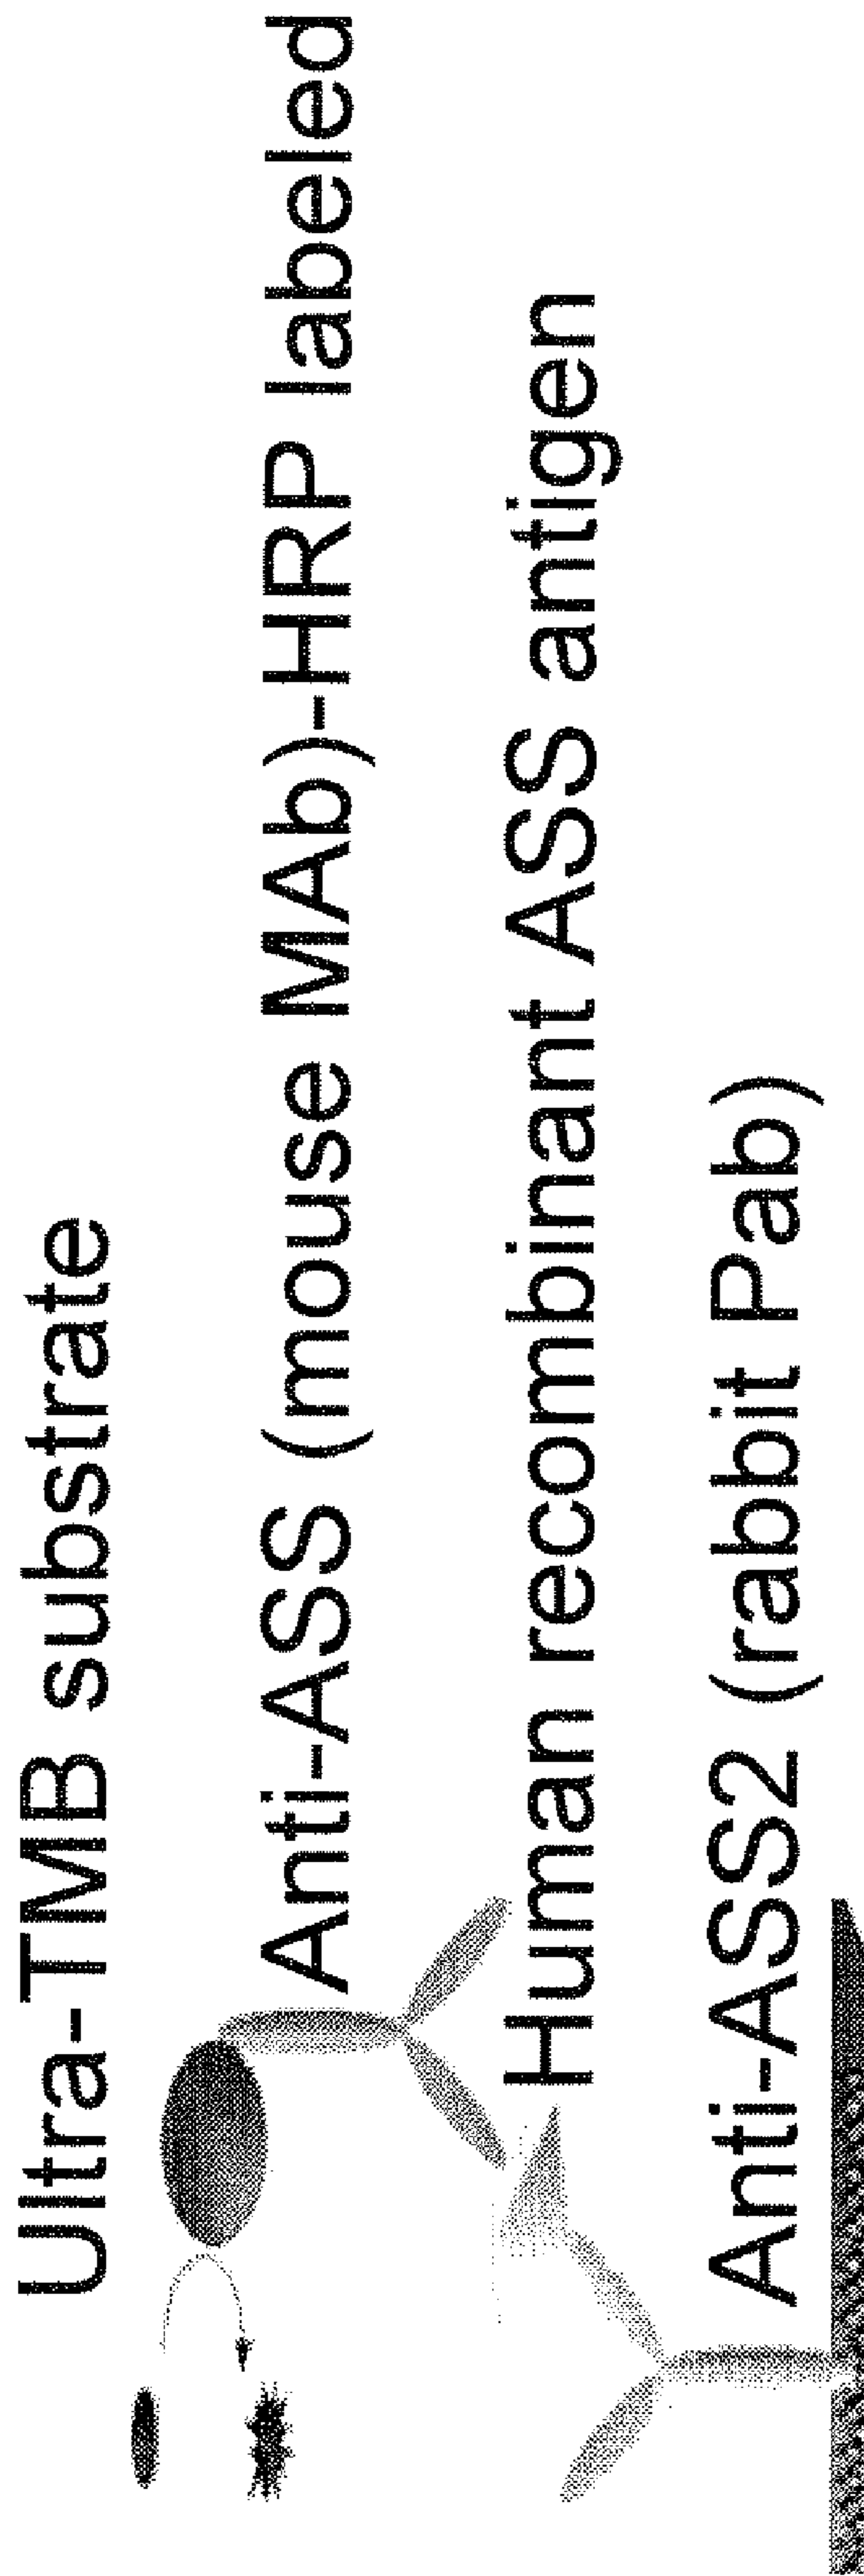 Ultra-TMB substrate
Anti-ASS (mouse MAb)-HRP labeled
Human recombinant ASS antigen
Anti-ASS2 (rabbit Pab)